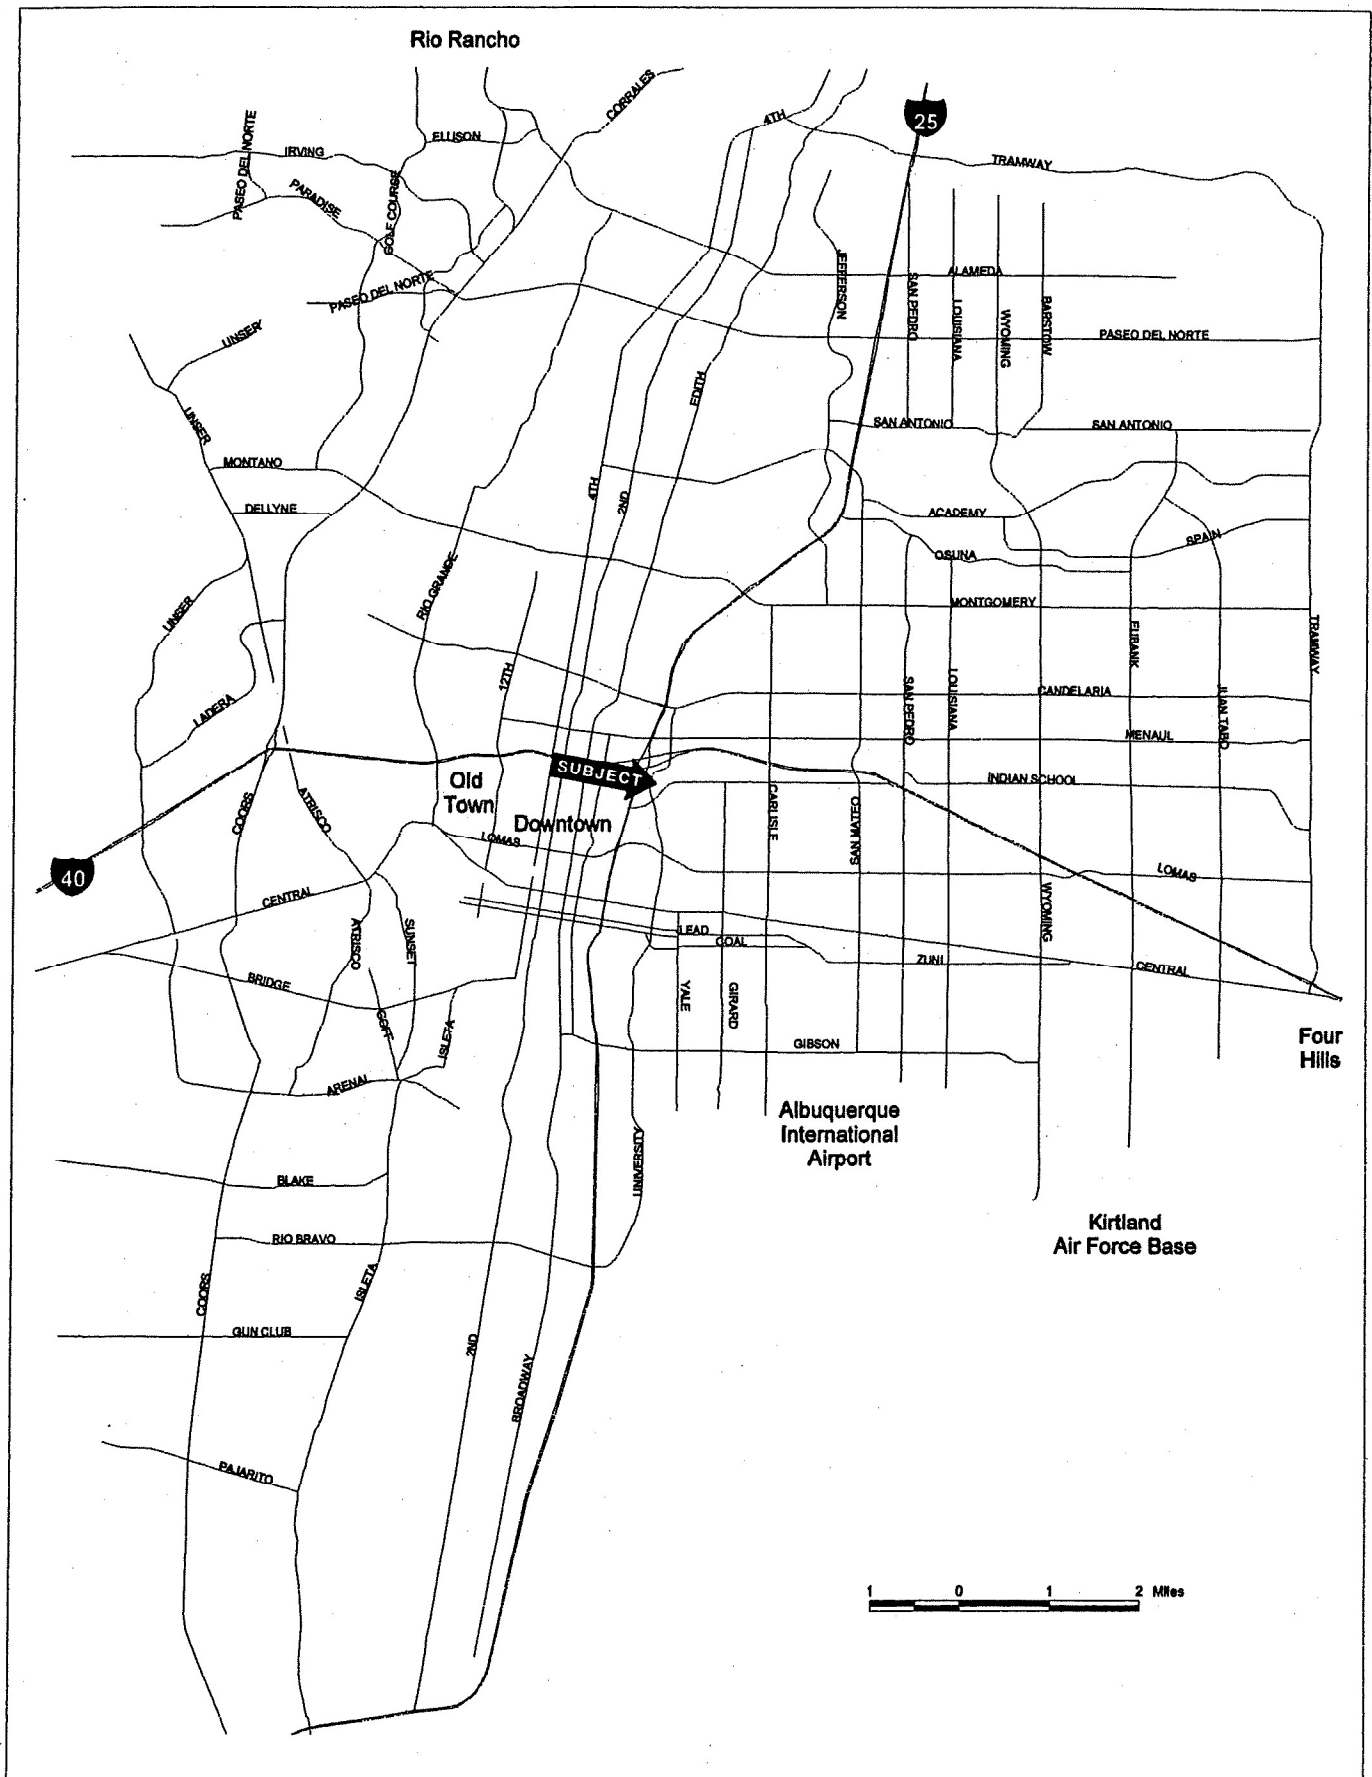 Rio Rancho
CORRALES
25
4TH
ELLISON
PASEO DEL NORTE
IRVING
TRAMWAY
PARADISE
GOLF COURSE
JEFFERSON
ALAMEDA
SAN PEDRO
LOUISIANA
WYOMING
BARSTOW
PASEO DEL NORTE
PASEO DEL NORTE
UNSER
EDITH
UNSER
SAN ANTONIO
SAN ANTONIO
MONTANO
4TH
2ND
DELLYNE
ACADEMY
SPAIN
OSUNA
RIO GRANDE
UNSER
MONTGOMERY
EUBANK
TRAMWAY
12TH
SAN PEDRO
LOUISIANA
CANDELARIA
JUAN TABO
LADERA
MENAUL
SUBJECT
INDIAN SCHOOL
Old
Town
COORS
ATRISCO
CARLISLE
SAN MATEO
Downtown
LOMAS
40
LOMAS
CENTRAL
WYOMING
ATRISCO
SUNSET
LEAD
COAL
ZUNI
CENTRAL
BRIDGE
YALE
GIRARD
GOFF
ISLETA
GIBSON
Four
Hills
ARENAL
Albuquerque
International
Airport
UNIVERSITY
BLAKE
Kirtland
Air Force Base
RIO BRAVO
COORS
ISLETA
GUN CLUB
2ND
BROADWAY
PAJARITO
1 0 1 2 Miles